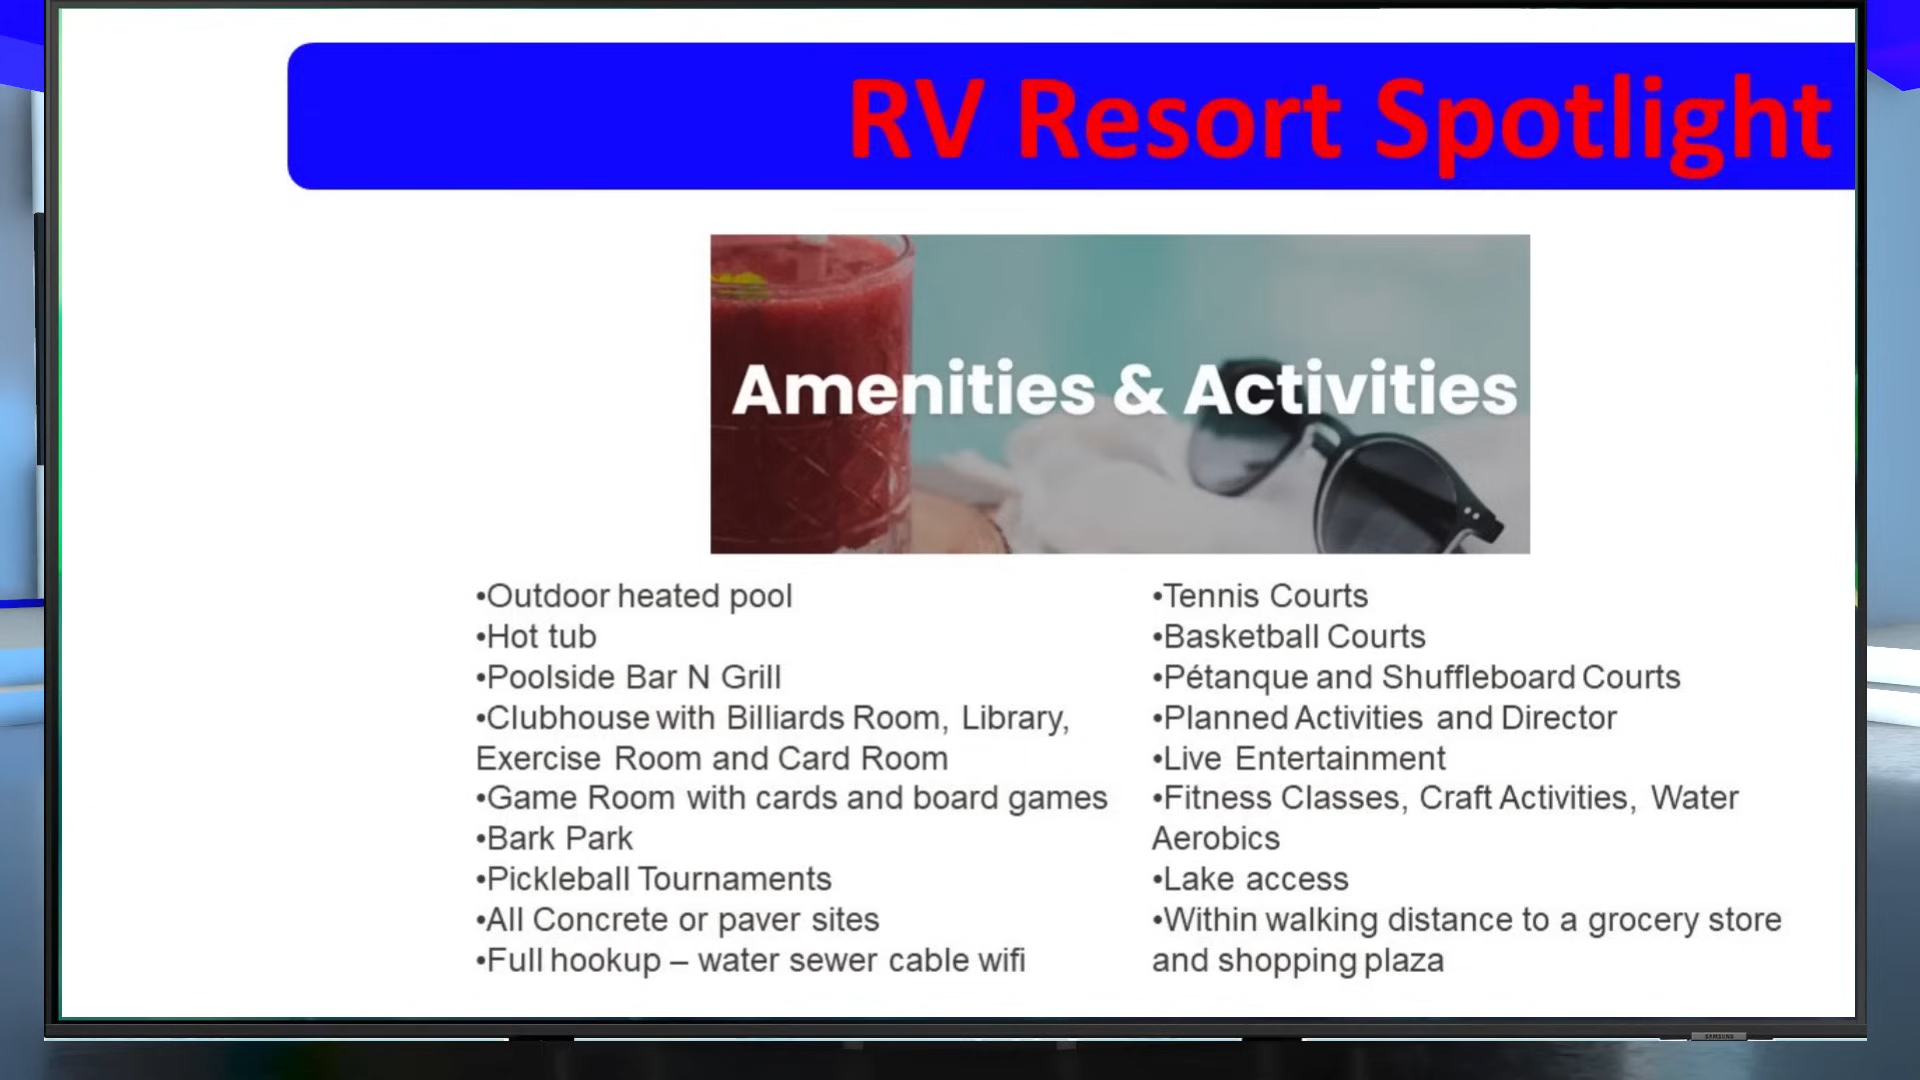 RV Resort Spotlight
Amenities & Activities
•Outdoor heated pool
•Hot tub
•Poolside Bar N Grill
•Clubhouse with Billiards Room, Library,
Exercise Room and Card Room
•Game Room with cards and board games
•Bark Park
•Pickleball Tournaments
•All Concrete or paver sites
•Full hookup – water sewer cable wifi
•Tennis Courts
•Basketball Courts
•Pétanque and Shuffleboard Courts
•Planned Activities and Director
•Live Entertainment
•Fitness Classes, Craft Activities, Water
Aerobics
•Lake access
•Within walking distance to a grocery store
and shopping plaza
SAMSUNG